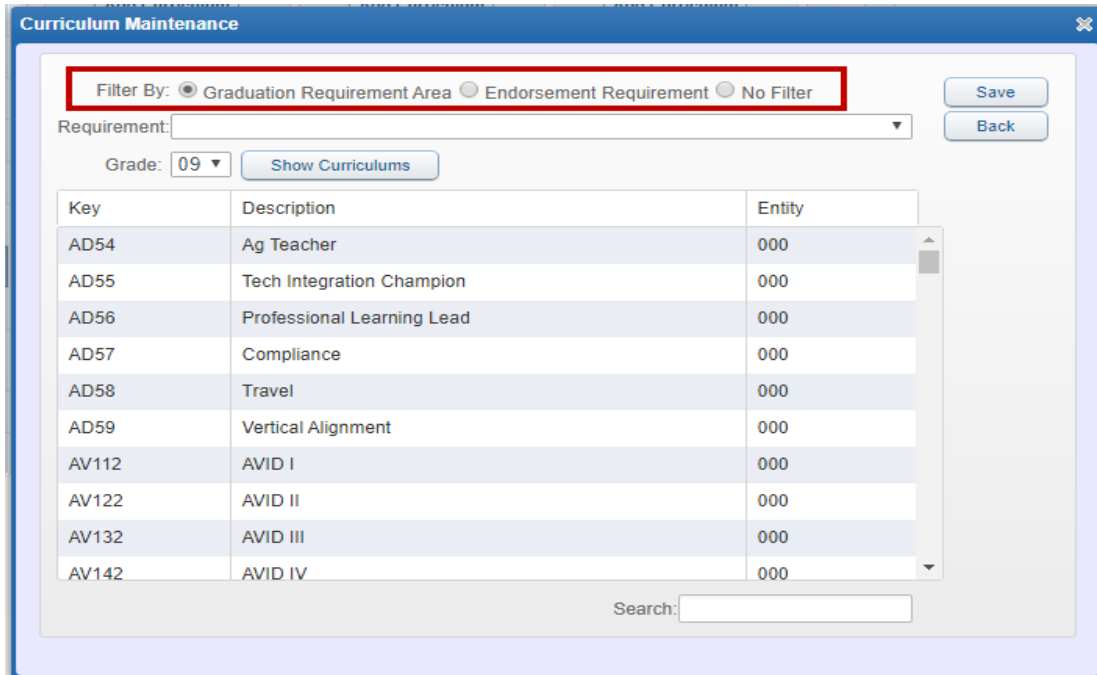 Curriculum Maintenance
Filter By: Graduation Requirement Area Endorsement Requirement No Filter
Save
Requirement:
Back
Grade: 09 Show Curriculums
Key Description Entity
AD54 Ag Teacher 000
AD55 Tech Integration Champion 000
AD56 Professional Learning Lead 000
AD57 Compliance 000
AD58 Travel 000
AD59 Vertical Alignment 000
AV112 AVID I 000
AV122 AVID II 000
AV132 AVID III 000
AV142 AVID IV 000
Search: